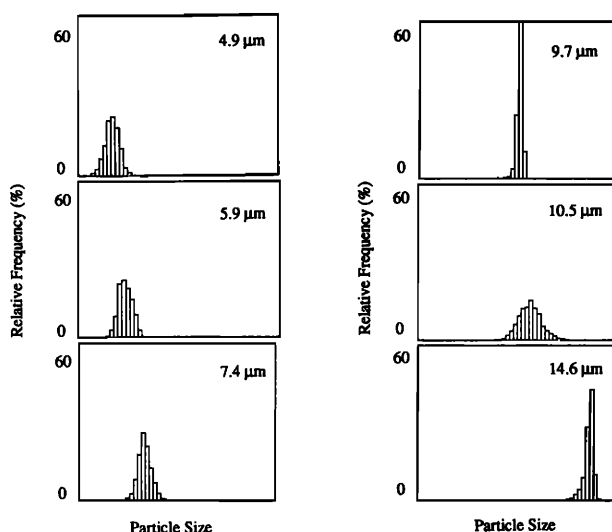 60
4.9 µm
0
60
5.9 µm
0
60
7.4 µm
0
Relative Frequency (%)
Particle Size
60
9.7 µm
0
60
10.5 µm
0
60
14.6 µm
0
Relative Frequency (%)
Particle Size